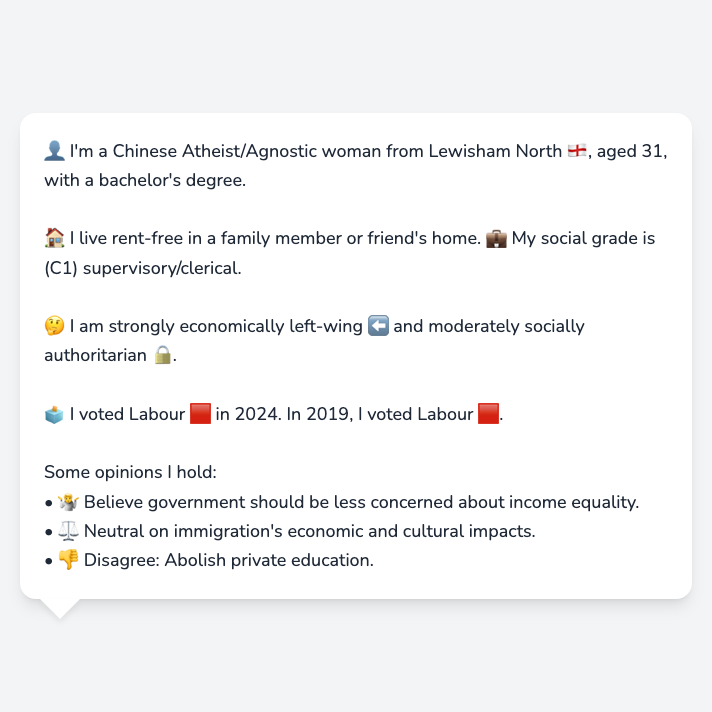 👤 I'm a Chinese Atheist/Agnostic woman from Lewisham North 🏴󠁧󠁢󠁥󠁮󠁧󠁿, aged 31,
with a bachelor's degree.
🏠 I live rent-free in a family member or friend's home. 💼 My social grade is
(C1) supervisory/clerical.
🤔 I am strongly economically left-wing ⬅️ and moderately socially
authoritarian 🔒.
🗳️ I voted Labour 🟥 in 2024. In 2019, I voted Labour 🟥.
Some opinions I hold:
• 🤷 Believe government should be less concerned about income equality.
• ⚖️ Neutral on immigration's economic and cultural impacts.
• 👎 Disagree: Abolish private education.